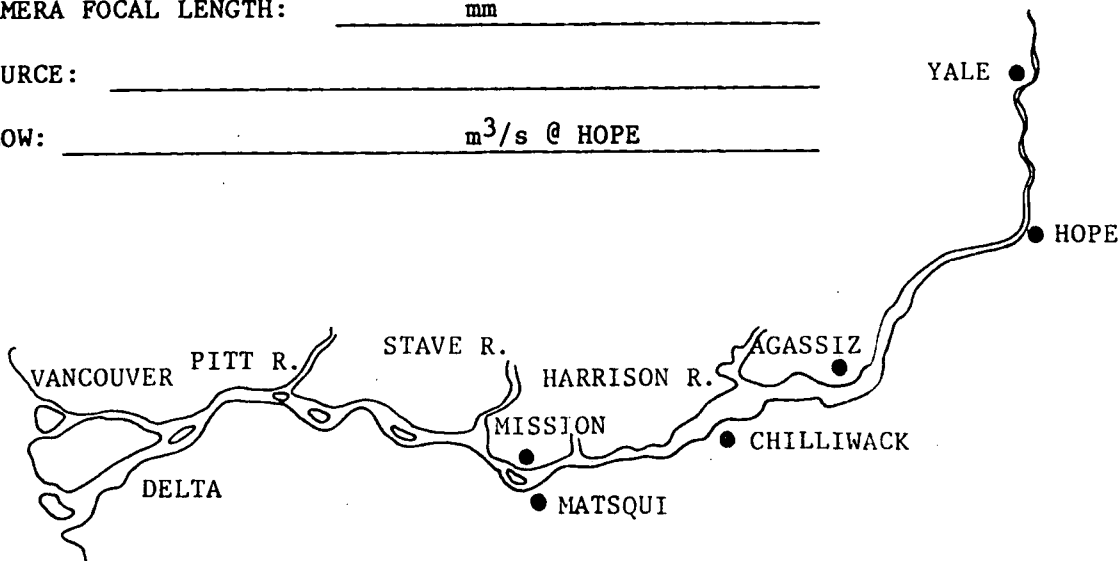 MERA FOCAL LENGTH: mm
URCE:
OW: m³/s @ HOPE
YALE
HOPE
PITT R.
STAVE R.
AGASSIZ
VANCOUVER
HARRISON R.
MISSION
CHILLIWACK
DELTA
MATSQUI